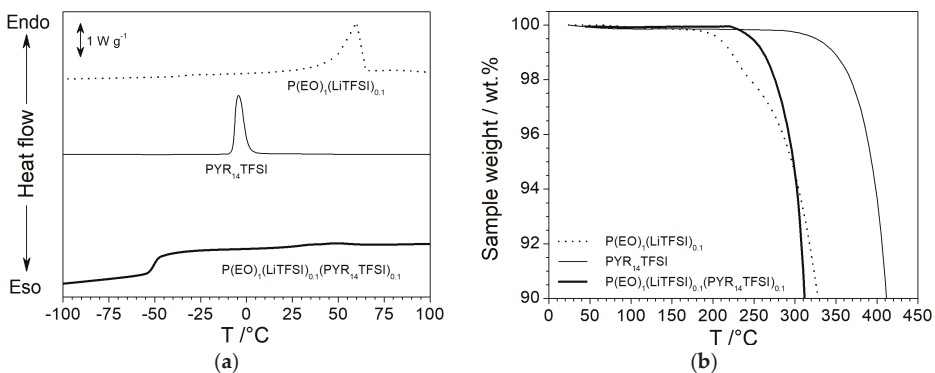 Endo
1 W g⁻¹
P(EO)₁(LiTFSI)₀.₁
PYR₁₄TFSI
P(EO)₁(LiTFSI)₀.₁(PYR₁₄TFSI)₀.₁
Heat flow
Eso
-100 -75 -50 -25 0 25 50 75 100
T /°C
(a)
100
98
96
94
92
90
Sample weight / wt.%
P(EO)₁(LiTFSI)₀.₁
PYR₁₄TFSI
P(EO)₁(LiTFSI)₀.₁(PYR₁₄TFSI)₀.₁
0 50 100 150 200 250 300 350 400 450
T /°C
(b)